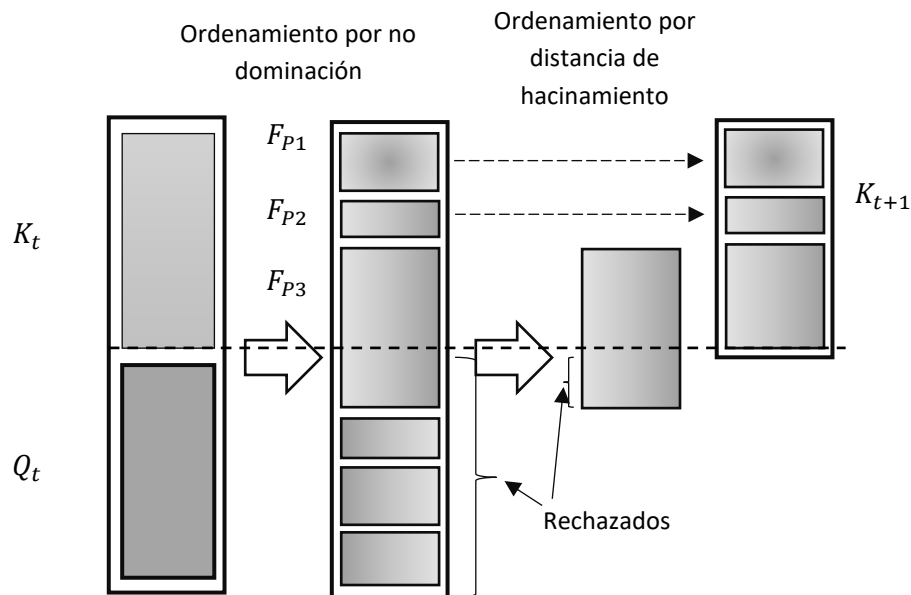 Ordenamiento por no
dominación
Ordenamiento por
distancia de
hacinamiento
F_{P1}
F_{P2}
F_{P3}
K_t
Q_t
K_{t+1}
Rechazados